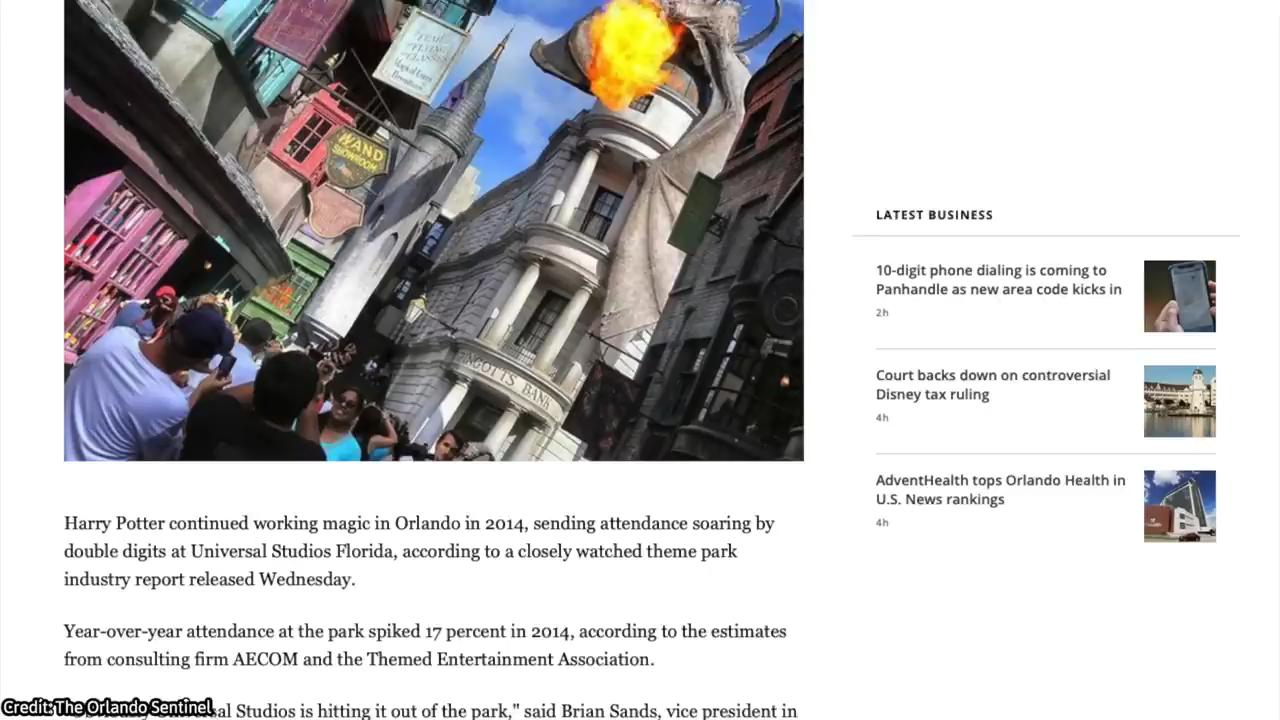 WAND
SHOWROOM
GOTTS BANK
Harry Potter continued working magic in Orlando in 2014, sending attendance soaring by
double digits at Universal Studios Florida, according to a closely watched theme park
industry report released Wednesday.
Year-over-year attendance at the park spiked 17 percent in 2014, according to the estimates
from consulting firm AECOM and the Themed Entertainment Association.
Studios is hitting it out of the park," said Brian Sands, vice president in
Credit: The Orlando Sentinel
LATEST BUSINESS
10-digit phone dialing is coming to
Panhandle as new area code kicks in
2h
Court backs down on controversial
Disney tax ruling
4h
AdventHealth tops Orlando Health in
U.S. News rankings
4h